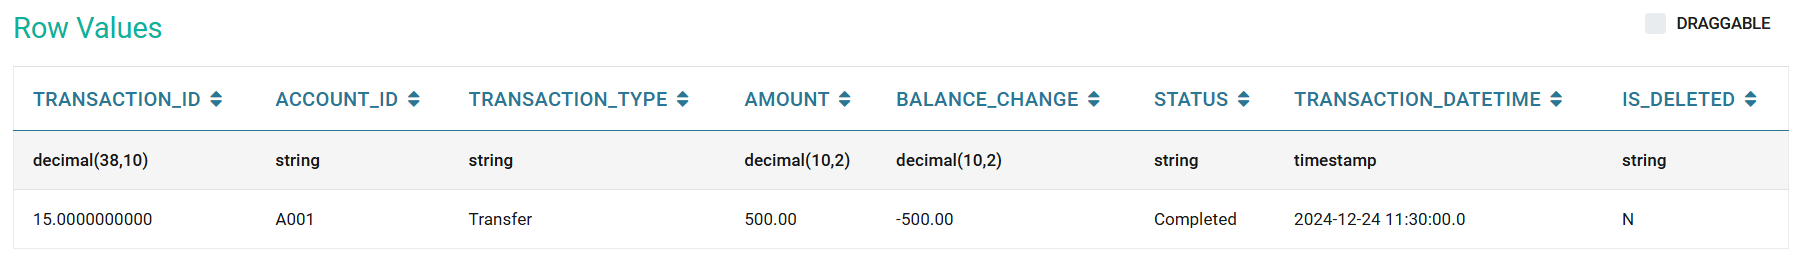 Row Values
DRAGGABLE
TRANSACTION_ID ACCOUNT_ID TRANSACTION_TYPE AMOUNT BALANCE_CHANGE STATUS TRANSACTION_DATETIME IS_DELETED
decimal(38,10) string string decimal(10,2) decimal(10,2) string timestamp string
15.0000000000 A001 Transfer 500.00 -500.00 Completed 2024-12-24 11:30:00.0 N